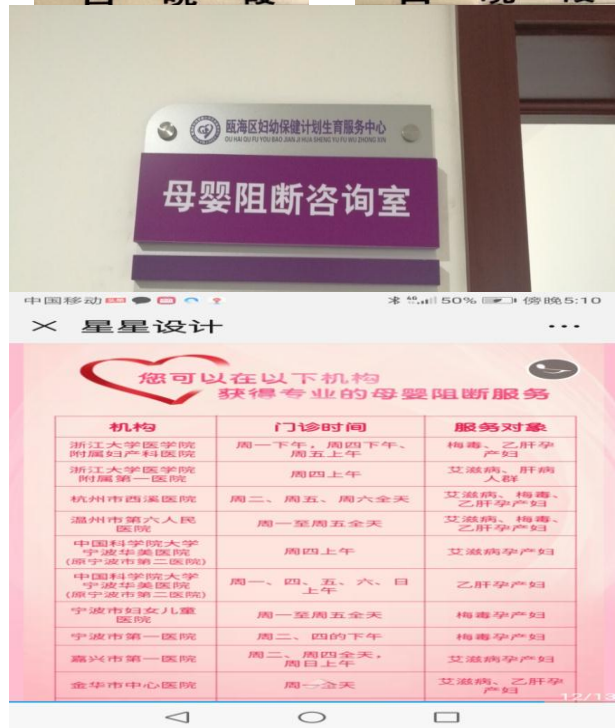 瓯海区妇幼保健计划生育服务中心
OU HAI QU FU YOU BAO JIAN JI HUA SHENG YU FU WU ZHONG XIN
母婴阻断咨询室
中国移动 50% 傍晚5:10
× 星星设计 ...
您可以在以下机构
获得专业的母婴阻断服务
机构 门诊时间 服务对象
浙江大学医学院
附属妇产科医院
周一下午，周四下午、
周五上午
梅毒、乙肝孕
产妇
浙江大学医学院
附属第一医院
周四上午
艾滋病、肝病
人群
杭州市西溪医院
周二、周五、周六全天
艾滋病、梅毒、
乙肝孕产妇
温州市第六人民
医院
周一至周五全天
艾滋病、梅毒、
乙肝孕产妇
中国科学院大学
宁波华美医院
(原宁波市第二医院)
周四上午
艾滋病孕产妇
中国科学院大学
宁波华美医院
(原宁波市第二医院)
周一、四、五、六、日
上午
乙肝孕产妇
宁波市妇女儿童
医院
周一至周五全天
梅毒孕产妇
宁波市第一医院
周二、四的下午
梅毒孕产妇
嘉兴市第一医院
周二、周四全天，
周日上午
艾滋病孕产妇
金华市中心医院
周一全天
艾滋病、乙肝孕
产妇
12/13